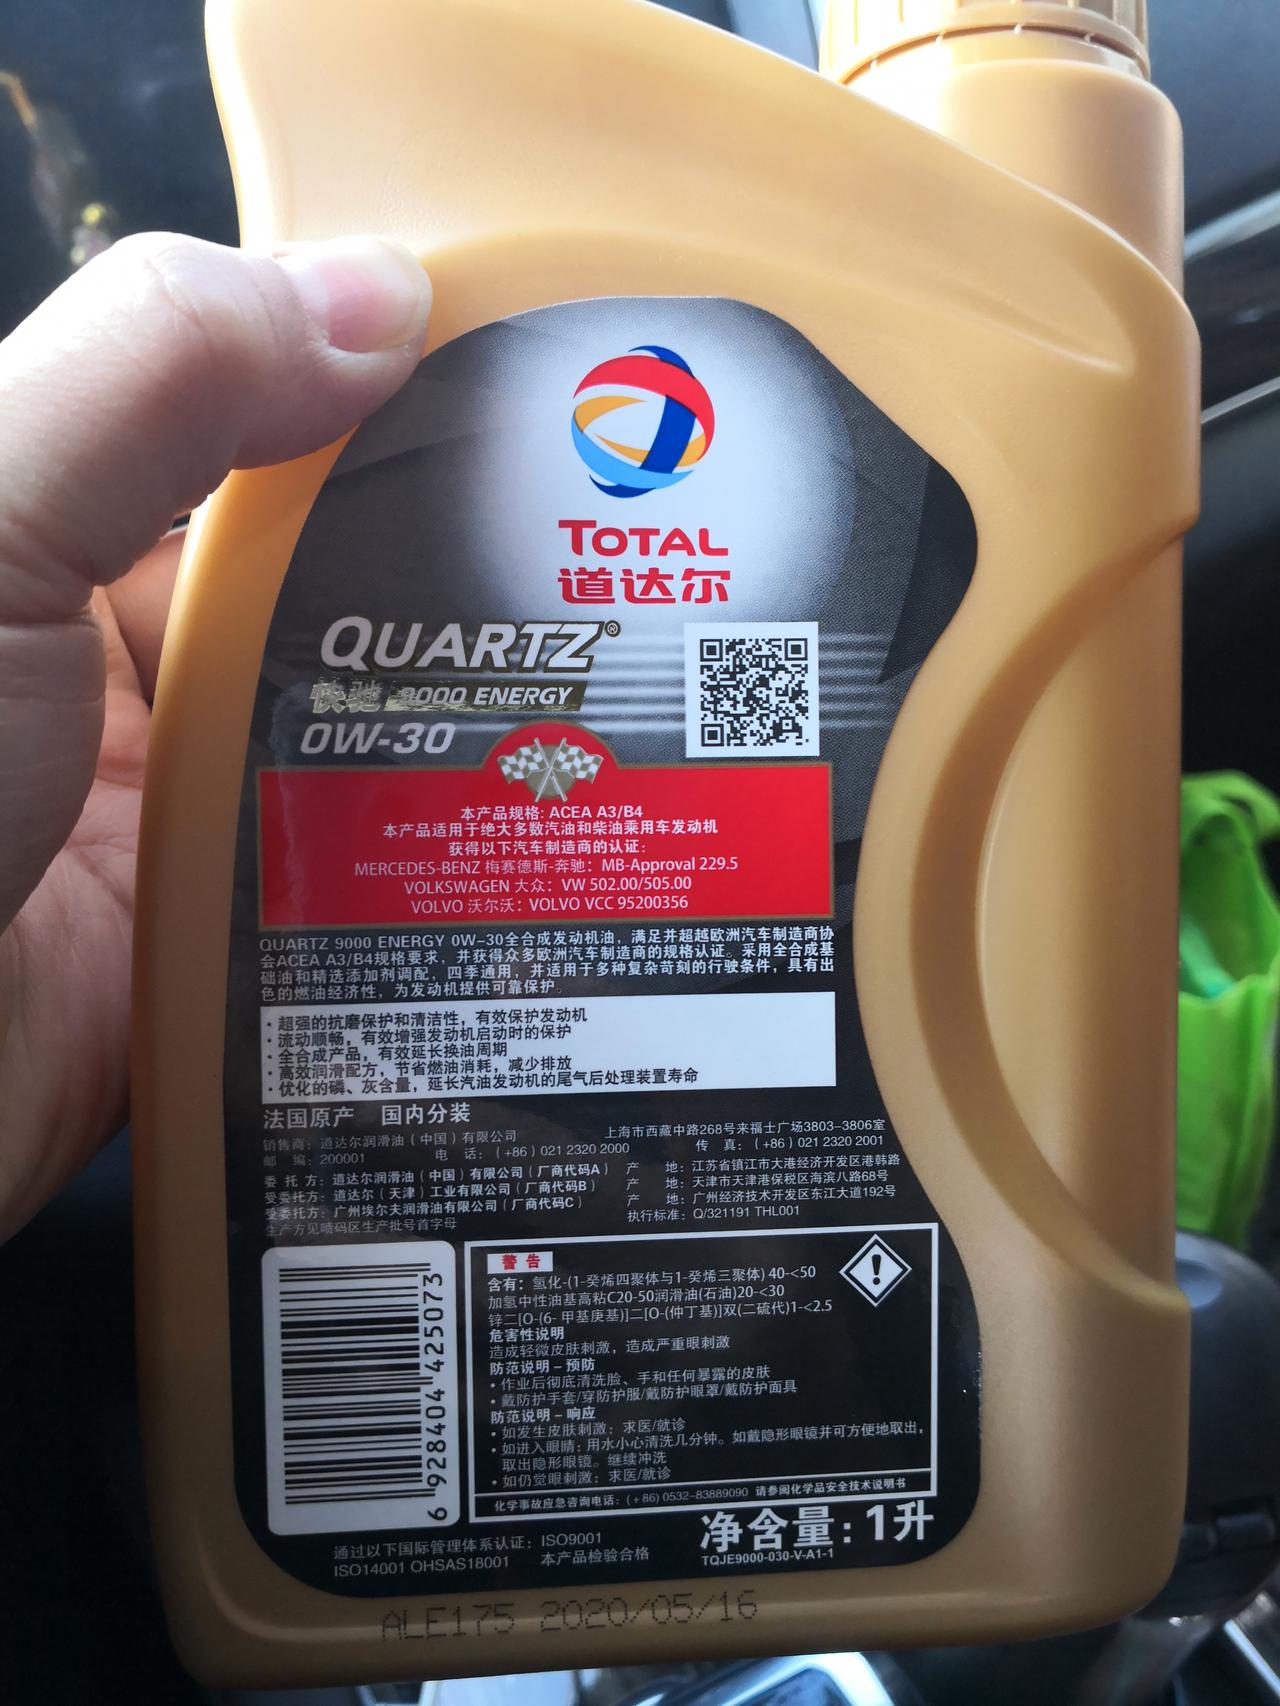 TOTAL
道达尔
QUARTZ®
快驰 9000 ENERGY
0W-30
本产品规格: ACEA A3/B4
本产品适用于绝大多数汽油和柴油乘用车发动机
获得以下汽车制造商的认证:
MERCEDES-BENZ 梅赛德斯-奔驰: MB-Approval 229.5
VOLKSWAGEN 大众: VW 502.00/505.00
VOLVO 沃尔沃: VOLVO VCC 95200356
QUARTZ 9000 ENERGY 0W-30全合成发动机油, 满足并超越欧洲汽车制造商协
会ACEA A3/B4规格要求, 并获得众多欧洲汽车制造商的规格认证。采用全合成基
础油和精选添加剂调配, 四季通用, 并适用于多种复杂苛刻的行驶条件, 具有出
色的燃油经济性, 为发动机提供可靠保护。
· 超强的抗磨保护和清洁性, 有效保护发动机
· 流动顺畅, 有效增强发动机启动时的保护
· 全合成产品, 有效延长换油周期
· 高效润滑配方, 节省燃油消耗, 减少排放
· 优化的磷、灰含量, 延长汽油发动机的尾气后处理装置寿命
法国原产 国内分装
销售商: 道达尔润滑油(中国)有限公司 上海市西藏中路268号来福士广场3803-3806室
邮 编: 200001 电 话: (+86) 021 2320 2000 传 真: (+86) 021 2320 2001
委 托 方: 道达尔润滑油(中国)有限公司(厂商代码A) 产 地: 江苏省镇江市大港经济开发区港韩路
受委托方: 道达尔(天津)工业有限公司(厂商代码B) 产 地: 天津市天津港保税区海滨八路68号
受委托方: 广州埃尔夫润滑油有限公司(厂商代码C) 产 地: 广州经济技术开发区东江大道192号
生产方见喷码区生产批号首字母 执行标准: Q/321191 THL001
6 928404 425073
警告
含有: 氢化-(1-癸烯四聚体与1-癸烯三聚体) 40-<50
加氢中性油基高粘C20-50润滑油(石油)20-<30
锌二[O-(6-甲基庚基)]二[O-(仲丁基)]双(二硫代)1-<2.5
危害性说明
造成轻微皮肤刺激, 造成严重眼刺激
防范说明 - 预防
• 作业后彻底清洗脸、手和任何暴露的皮肤
• 戴防护手套/穿防护服/戴防护眼罩/戴防护面具
防范说明 - 响应
• 如发生皮肤刺激: 求医/就诊
• 如进入眼睛: 用水小心清洗几分钟。如戴隐形眼镜并可方便地取出,
取出隐形眼镜。继续冲洗
• 如仍觉眼刺激: 求医/就诊
化学事故应急咨询电话: (+86) 0532-83889090 请参阅化学品安全技术说明书
通过以下国际管理体系认证: ISO9001
ISO14001 OHSAS18001 本产品检验合格
净含量: 1升
TQJE9000-030-V-A1-1
ALE175 2020/05/16